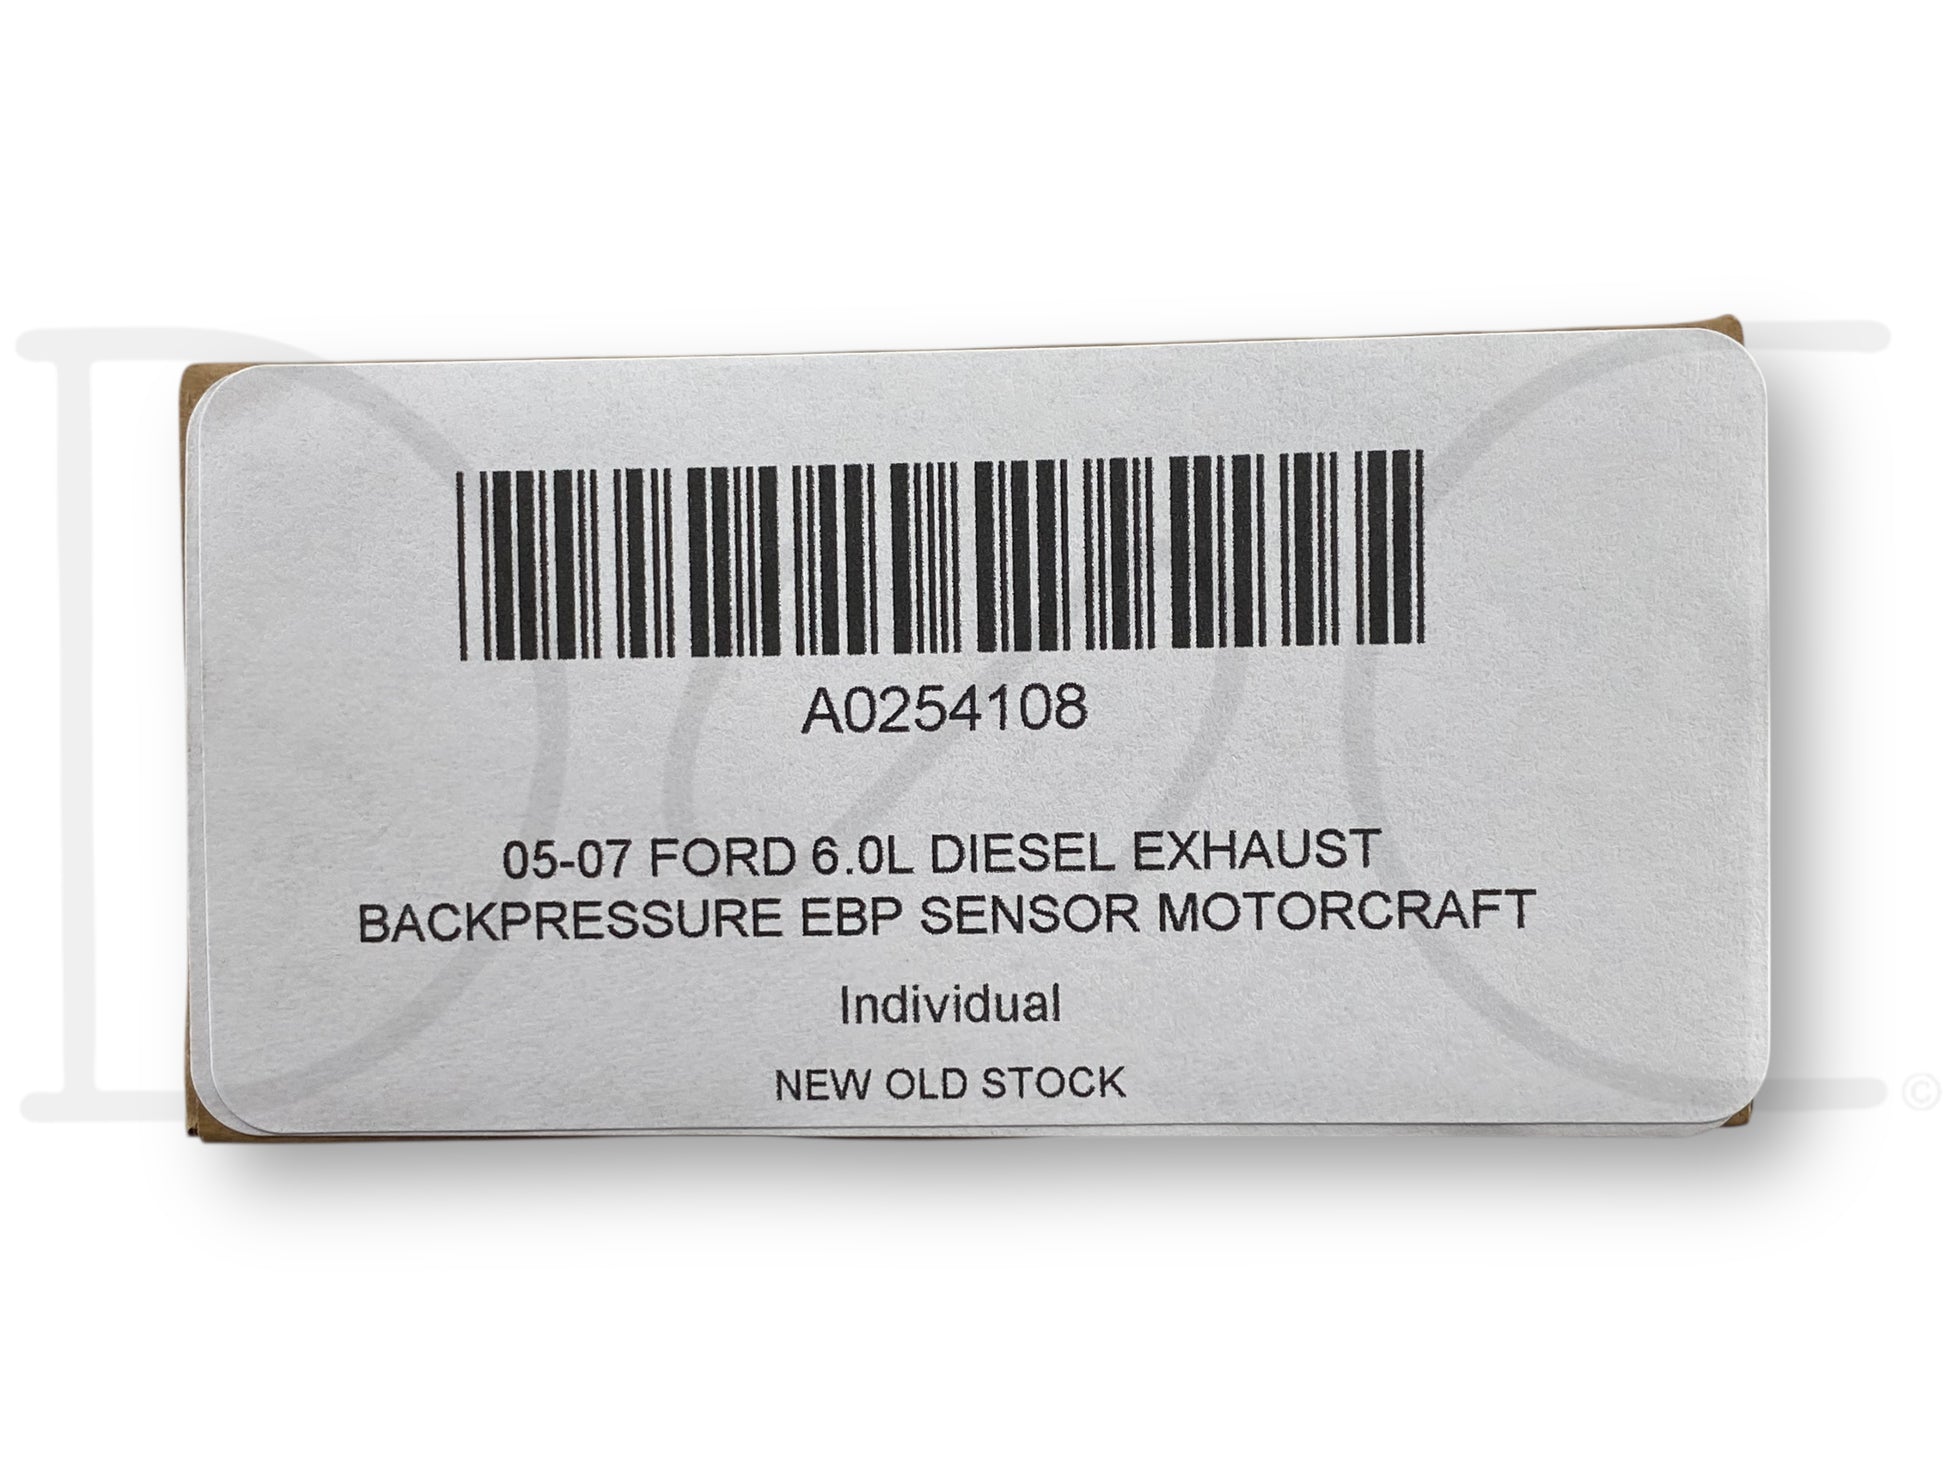 A0254108
05-07 FORD 6.0L DIESEL EXHAUST
BACKPRESSURE EBP SENSOR MOTORCRAFT
Individual
NEW OLD STOCK
©